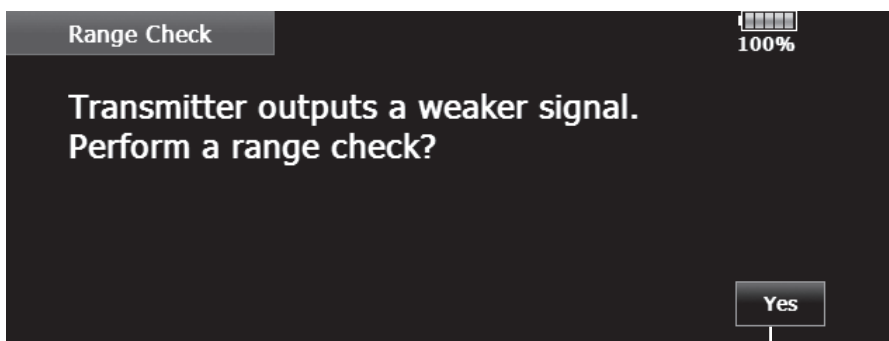 Range Check
100%
Transmitter outputs a weaker signal.
Perform a range check?
Yes